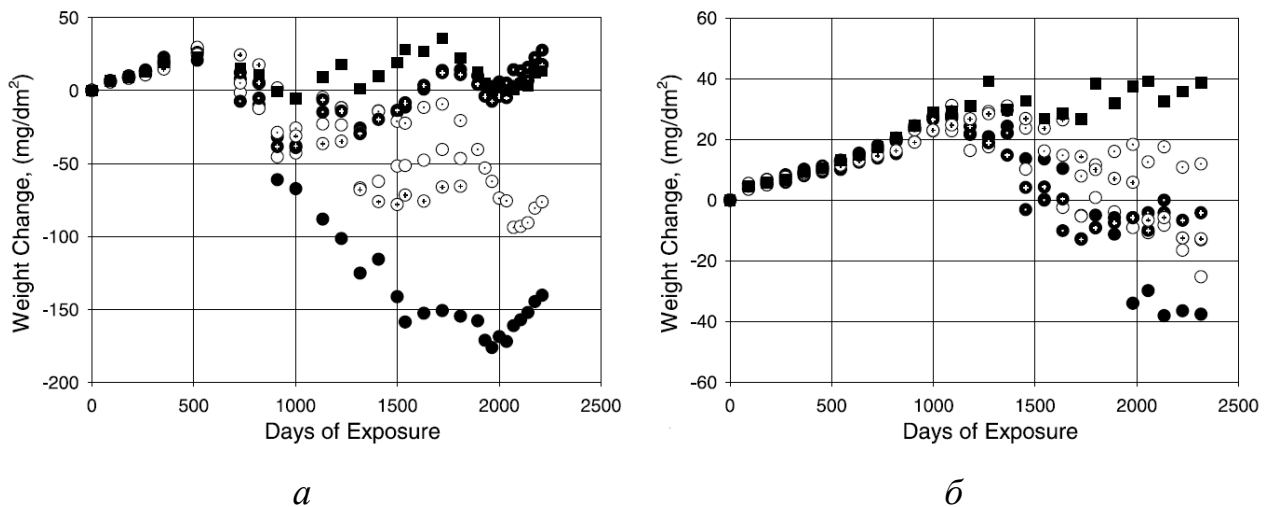 Weight Change, (mg/dm²)
50
0
-50
-100
-150
-200
0 500 1000 1500 2000 2500
Days of Exposure
а
Weight Change, (mg/dm²)
60
40
20
0
-20
-40
-60
0 500 1000 1500 2000 2500
Days of Exposure
б